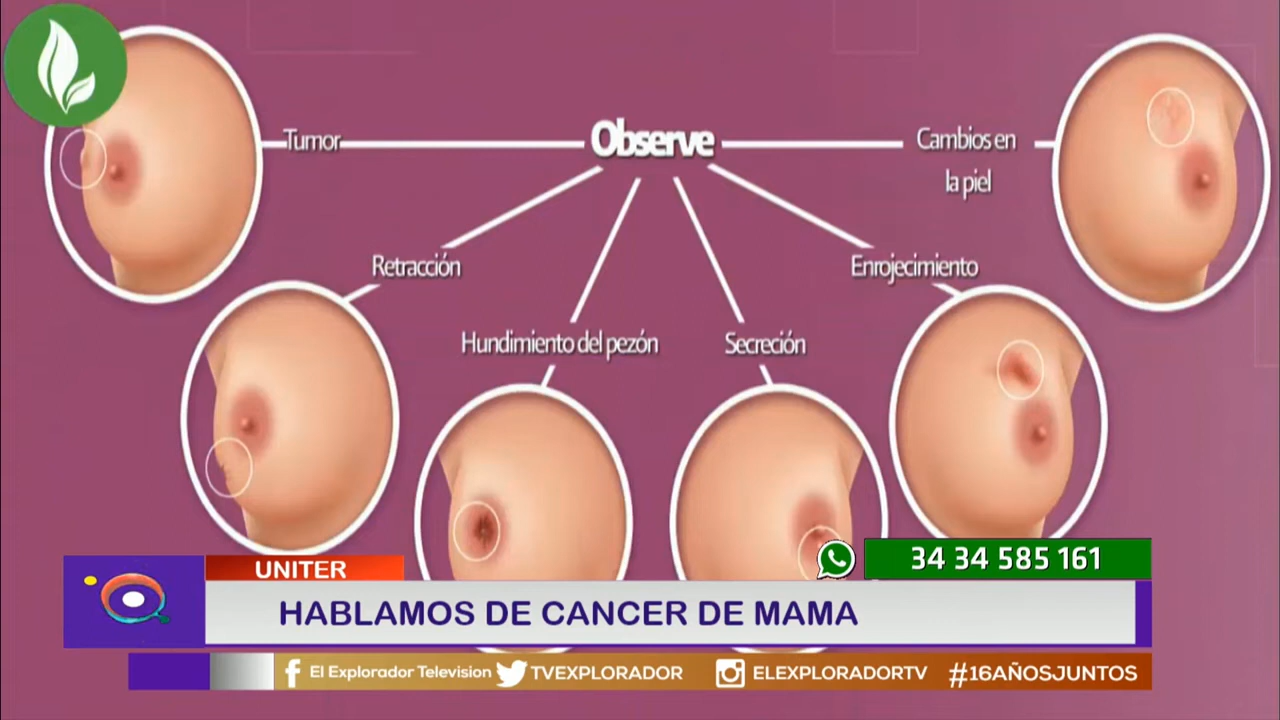 Observe
Tumor
Cambios en
la piel
Retracción
Enrojecimiento
Hundimiento del pezón
Secreción
34 34 585 161
UNITER
HABLAMOS DE CANCER DE MAMA
El Explorador Television TVEXPLORADOR ELEXPLORADORTV #16AÑOSJUNTOS